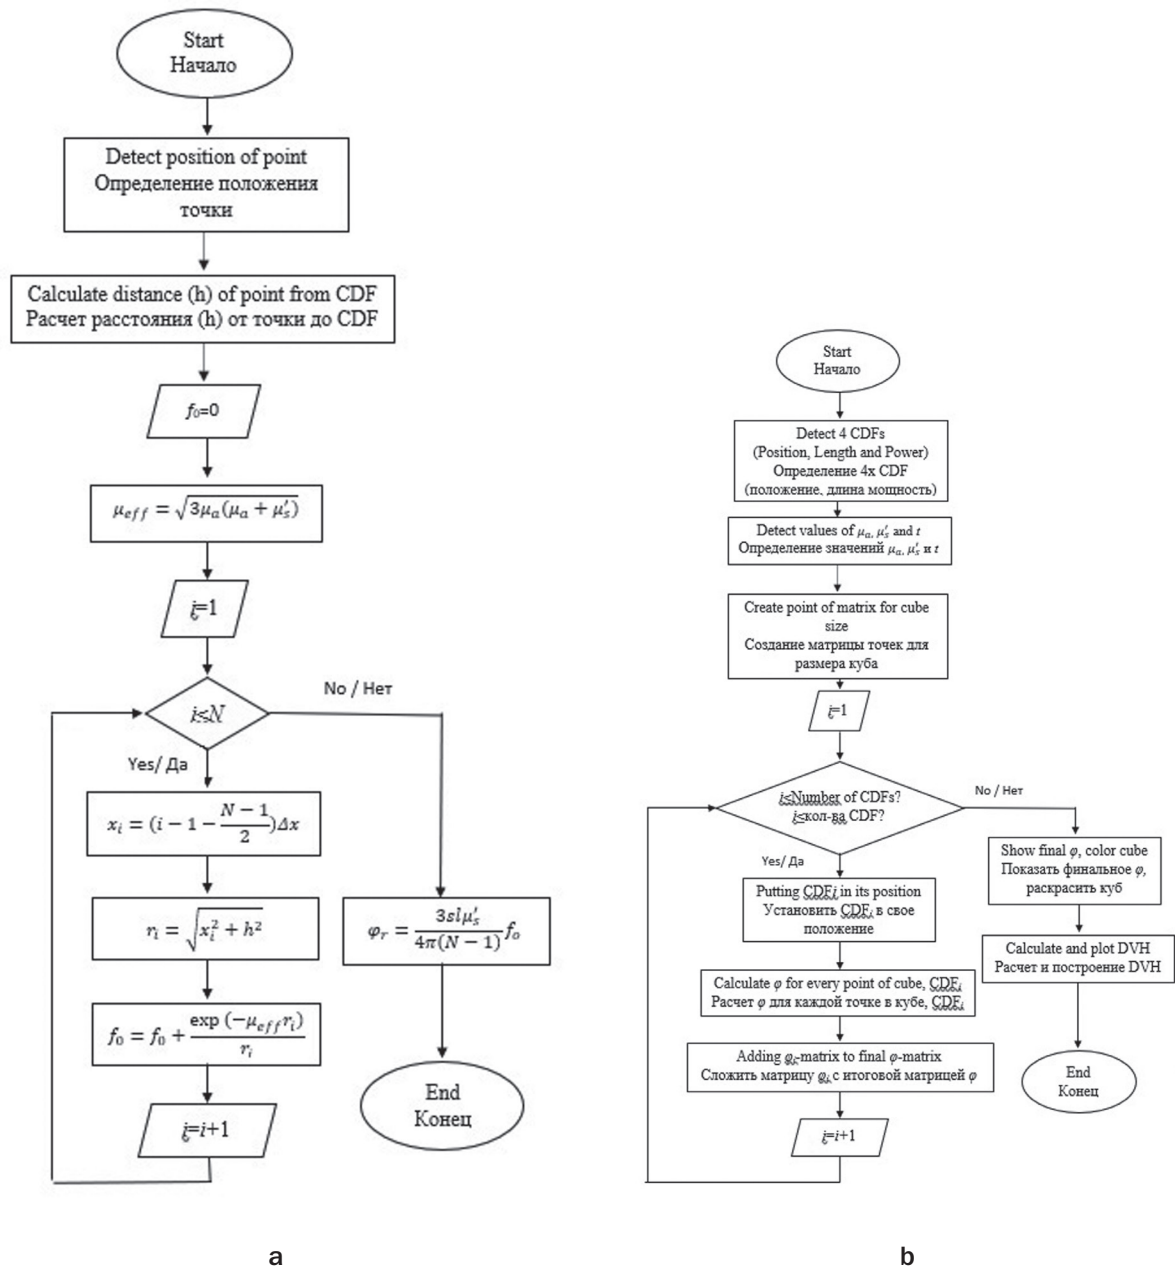 Start
Начало
Detect position of point
Определение положения
точки
Calculate distance (h) of point from CDF
Расчет расстояния (h) от точки до CDF
f₀=0
μ_eff = √(3μ_a(μ_a + μ′_s))
i=1
i≤N
No / Нет
Yes/ Да
x_i = (i − 1 − (N − 1)/2)Δx
r_i = √(x_i² + h²)
f_0 = f_0 + exp (−μ_eff r_i)/r_i
i=i+1
φ_r = 3slμ′_s/(4π(N − 1)) f_o
End
Конец
a
Start
Начало
Detect 4 CDFs
(Position, Length and Power)
Определение 4x CDF
(положение, длина мощность)
Detect values of μ_a, μ′_s and t
Определение значений μ_a, μ′_s и t
Create point of matrix for cube
size
Создание матрицы точек для
размера куба
i=1
i≤Number of CDFs?
i≤кол-ва CDF?
No / Нет
Yes/ Да
Putting CDF_i in its position
Установить CDF_i в свое
положение
Calculate φ for every point of cube, CDF_i
Расчет φ для каждой точке в кубе, CDF_i
Adding φ_i-matrix to final φ-matrix
Сложить матрицу φ_i с итоговой матрицей φ
i=i+1
Show final φ, color cube
Показать финальное φ,
раскрасить куб
Calculate and plot DVH
Расчет и построение DVH
End
Конец
b